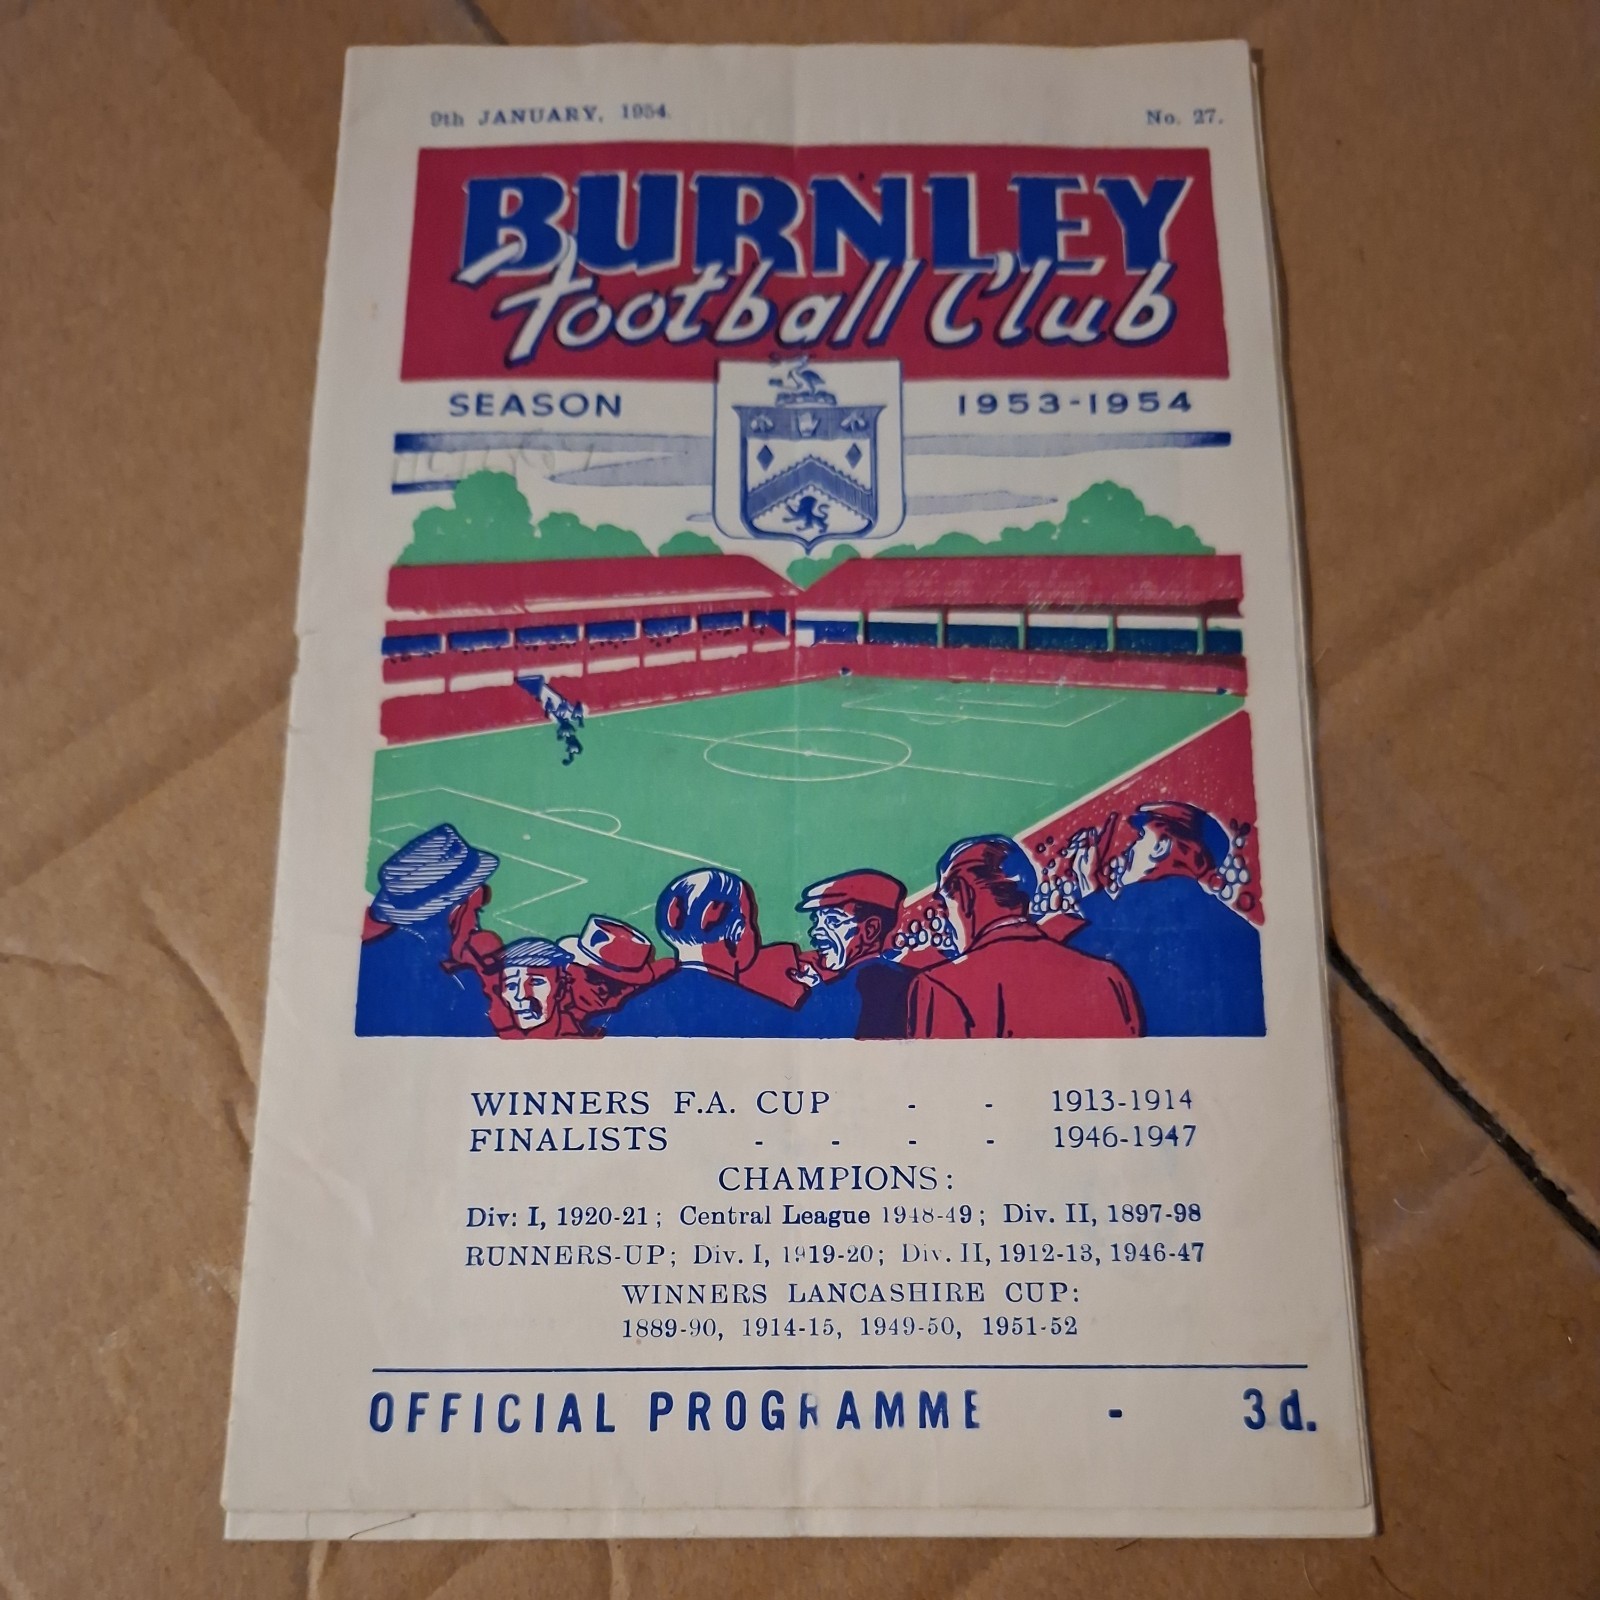 9th JANUARY, 1954.
No. 27.
BURNLEY
Football Club
SEASON 1953-1954
WINNERS F.A. CUP - - 1913-1914
FINALISTS - - - - 1946-1947
CHAMPIONS:
Div: I, 1920-21; Central League 1948-49; Div. II, 1897-98
RUNNERS-UP; Div. I, 1919-20; Div. II, 1912-13, 1946-47
WINNERS LANCASHIRE CUP:
1889-90, 1914-15, 1949-50, 1951-52
OFFICIAL PROGRAMME - 3d.